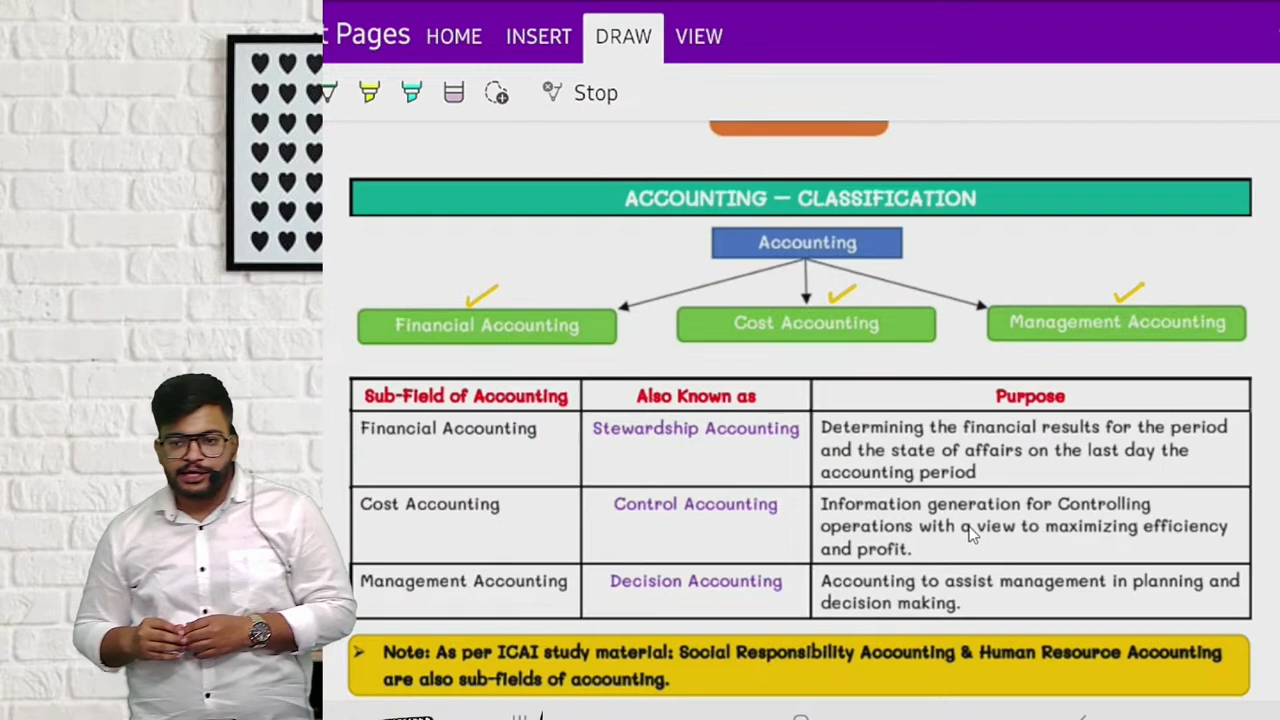 t Pages HOME INSERT DRAW VIEW
Stop
ACCOUNTING – CLASSIFICATION
Accounting
Financial Accounting
Cost Accounting
Management Accounting
Sub-Field of Accounting
Also Known as
Purpose
Financial Accounting
Stewardship Accounting
Determining the financial results for the period
and the state of affairs on the last day the
accounting period
Cost Accounting
Control Accounting
Information generation for Controlling
operations with a view to maximizing efficiency
and profit.
Management Accounting
Decision Accounting
Accounting to assist management in planning and
decision making.
➤ Note: As per ICAI study material; Social Responsibility Accounting & Human Resource Accounting
are also sub-fields of accounting.